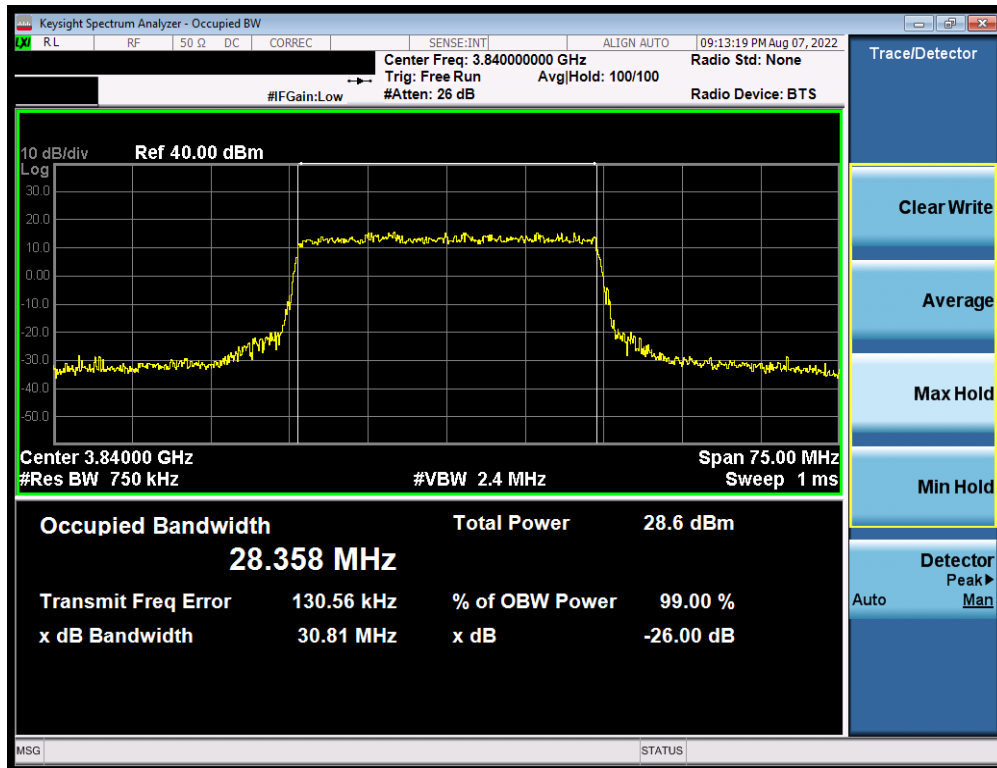 Keysight Spectrum Analyzer - Occupied BW
LXI RL RF 50 Ω DC CORREC SENSE:INT ALIGN AUTO 09:13:19 PM Aug 07, 2022
Center Freq: 3.840000000 GHz Radio Std: None
Trig: Free Run Avg|Hold: 100/100
#IFGain:Low #Atten: 26 dB Radio Device: BTS
10 dB/div Ref 40.00 dBm
Log
30.0
20.0
10.0
0.00
-10.0
-20.0
-30.0
-40.0
-50.0
Center 3.84000 GHz Span 75.00 MHz
#Res BW 750 kHz #VBW 2.4 MHz Sweep 1 ms
Occupied Bandwidth Total Power 28.6 dBm
28.358 MHz
Transmit Freq Error 130.56 kHz % of OBW Power 99.00 %
x dB Bandwidth 30.81 MHz x dB -26.00 dB
MSG STATUS
Trace/Detector
Clear Write
Average
Max Hold
Min Hold
Detector
Peak▶
Auto Man